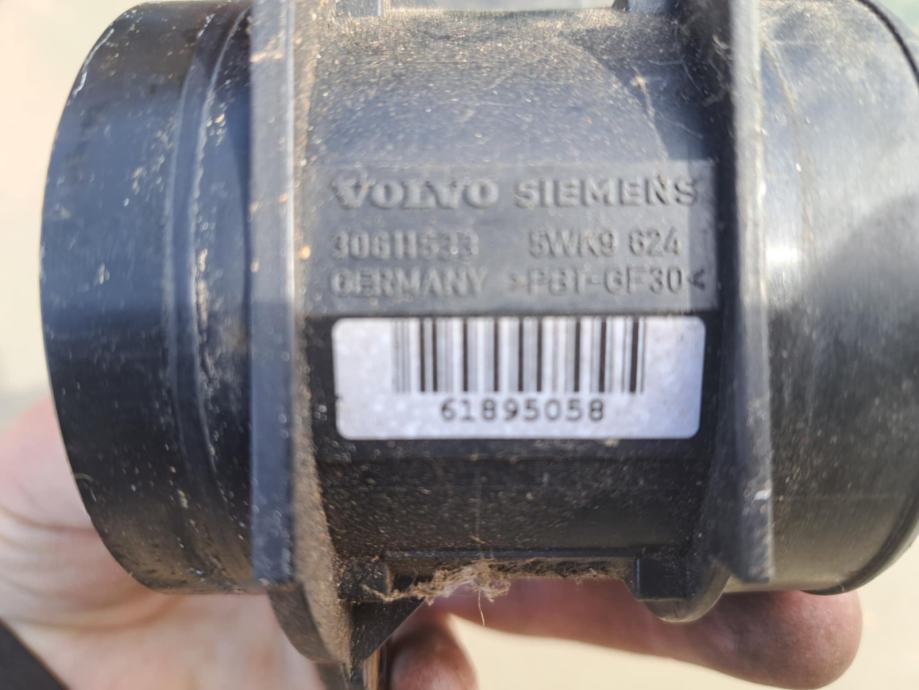 VOLVO SIEMENS
30611533 5WK9 624
GERMANY >PBT-GF30<
61895058